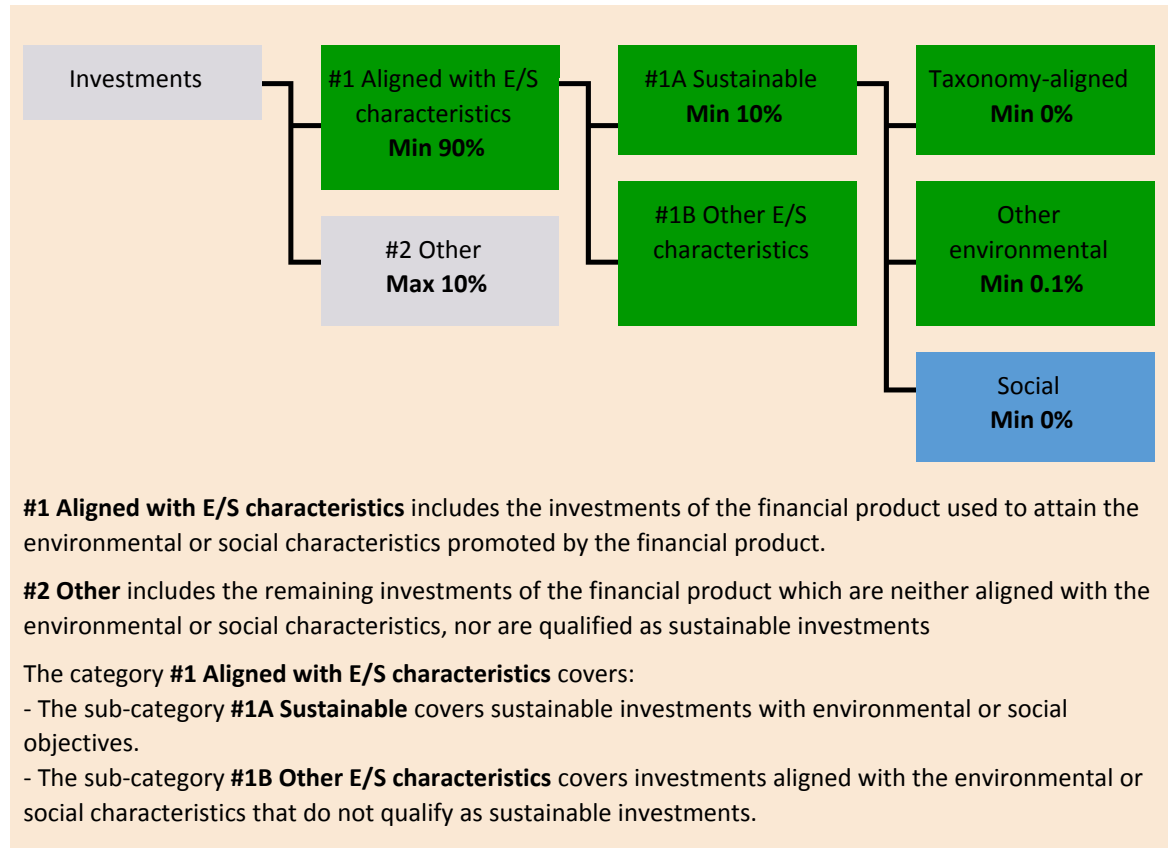 Investments
#1 Aligned with E/S
characteristics
Min 90%
#2 Other
Max 10%
#1A Sustainable
Min 10%
#1B Other E/S
characteristics
Taxonomy-aligned
Min 0%
Other
environmental
Min 0.1%
Social
Min 0%
#1 Aligned with E/S characteristics includes the investments of the financial product used to attain the
environmental or social characteristics promoted by the financial product.
#2 Other includes the remaining investments of the financial product which are neither aligned with the
environmental or social characteristics, nor are qualified as sustainable investments
The category #1 Aligned with E/S characteristics covers:
- The sub-category #1A Sustainable covers sustainable investments with environmental or social
objectives.
- The sub-category #1B Other E/S characteristics covers investments aligned with the environmental or
social characteristics that do not qualify as sustainable investments.